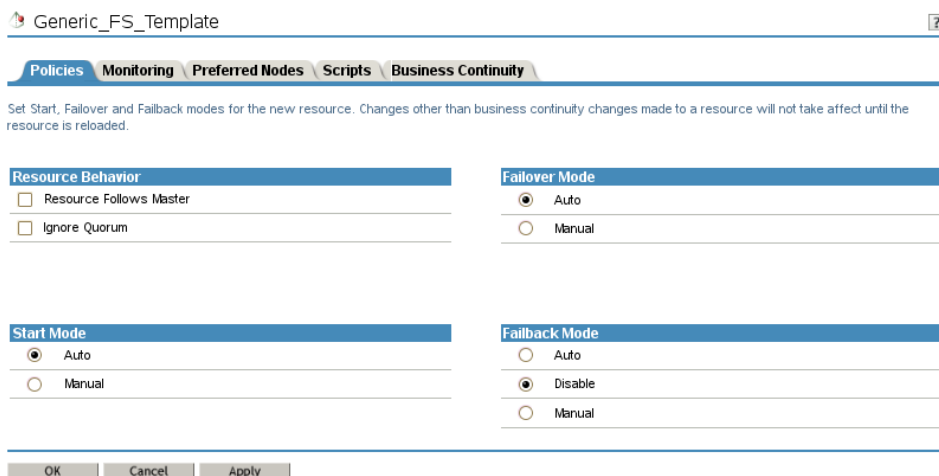 Generic_FS_Template
?
Policies Monitoring Preferred Nodes Scripts Business Continuity
Set Start, Failover and Failback modes for the new resource. Changes other than business continuity changes made to a resource will not take affect until the
resource is reloaded.
Resource Behavior
Resource Follows Master
Ignore Quorum
Failover Mode
Auto
Manual
Start Mode
Auto
Manual
Failback Mode
Auto
Disable
Manual
OK Cancel Apply